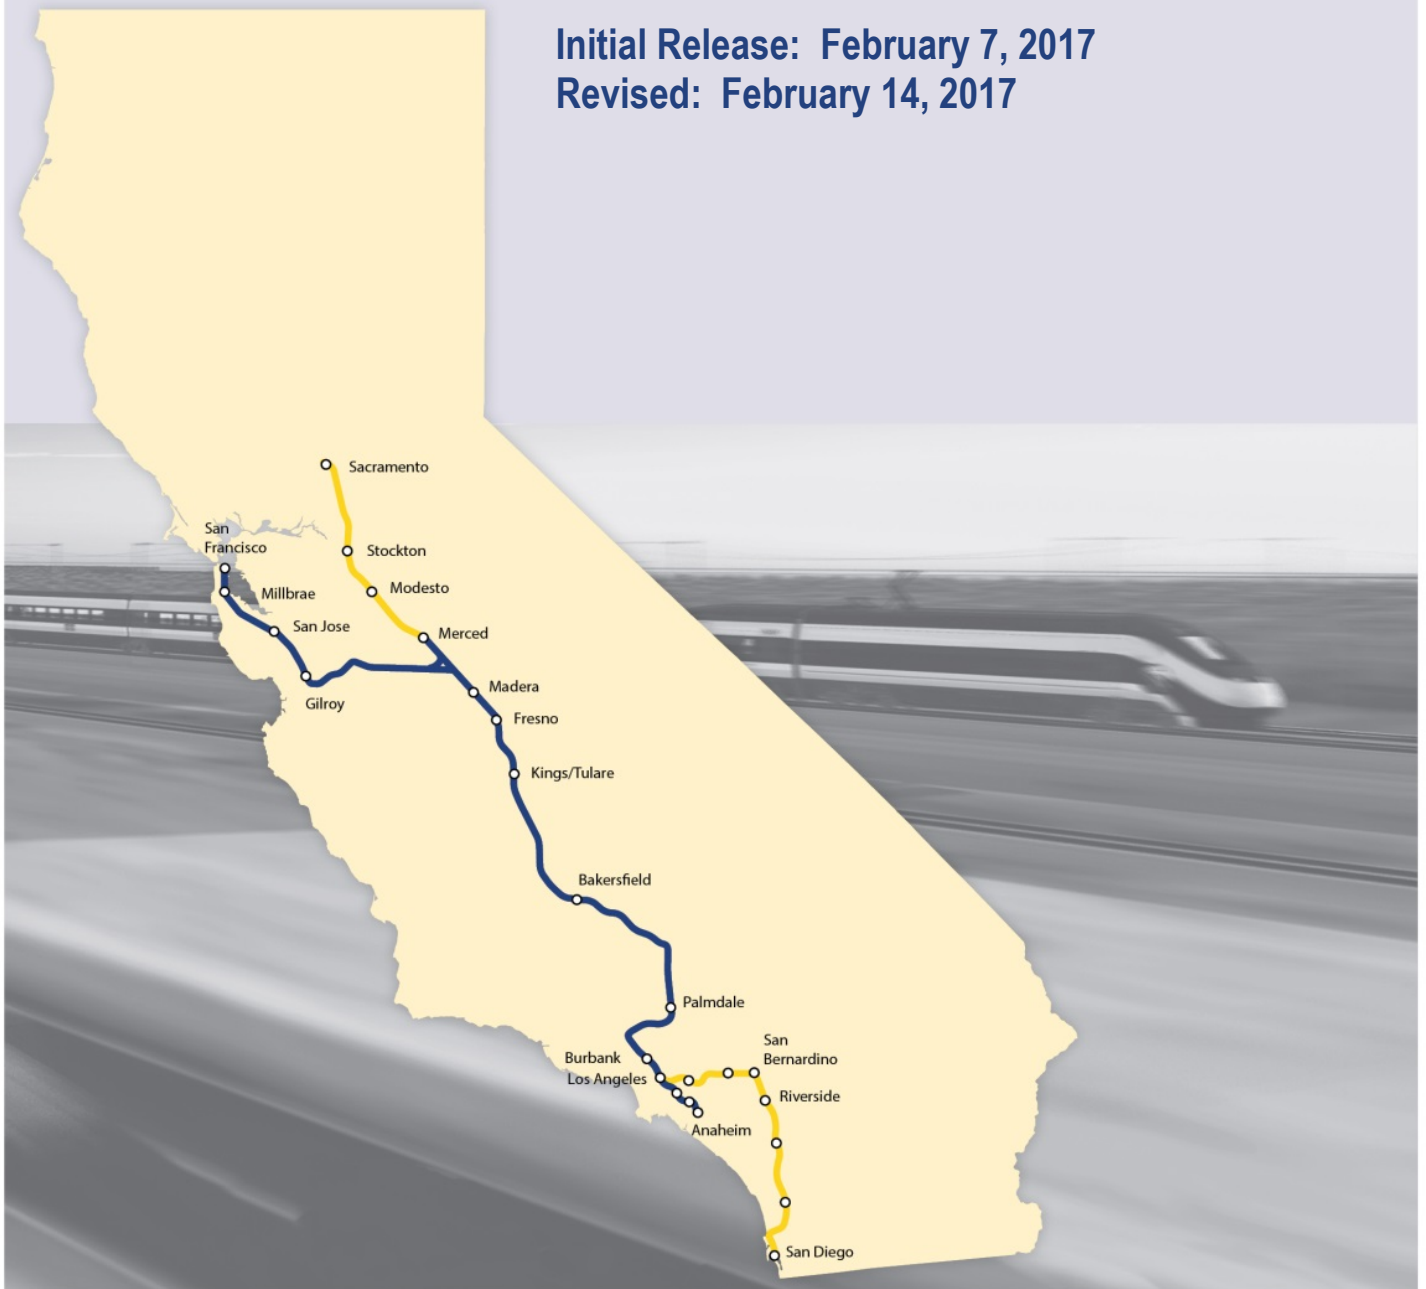 Initial Release:  February 7, 2017
Revised:  February 14, 2017
Sacramento
San
Francisco
Stockton
Modesto
Millbrae
San Jose
Merced
Gilroy
Madera
Fresno
Kings/Tulare
Bakersfield
Palmdale
San
Bernardino
Burbank
Los Angeles
Riverside
Anaheim
San Diego